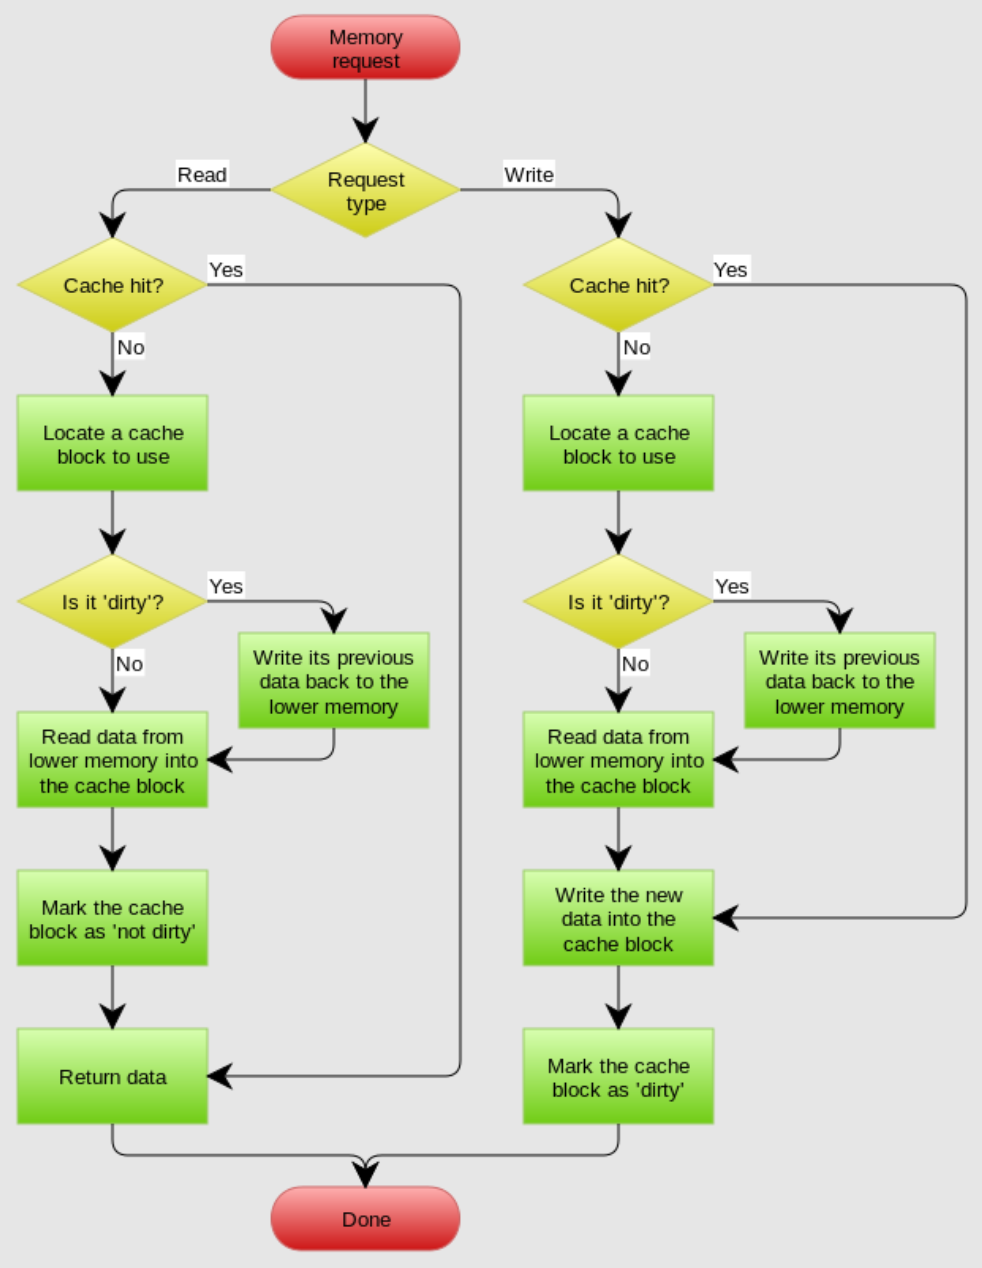 Memory
request
Request
type
Read
Write
Cache hit?
Yes
No
Locate a cache
block to use
Is it 'dirty'?
Yes
No
Write its previous
data back to the
lower memory
Read data from
lower memory into
the cache block
Mark the cache
block as 'not dirty'
Return data
Cache hit?
Yes
No
Locate a cache
block to use
Is it 'dirty'?
Yes
No
Write its previous
data back to the
lower memory
Read data from
lower memory into
the cache block
Write the new
data into the
cache block
Mark the cache
block as 'dirty'
Done